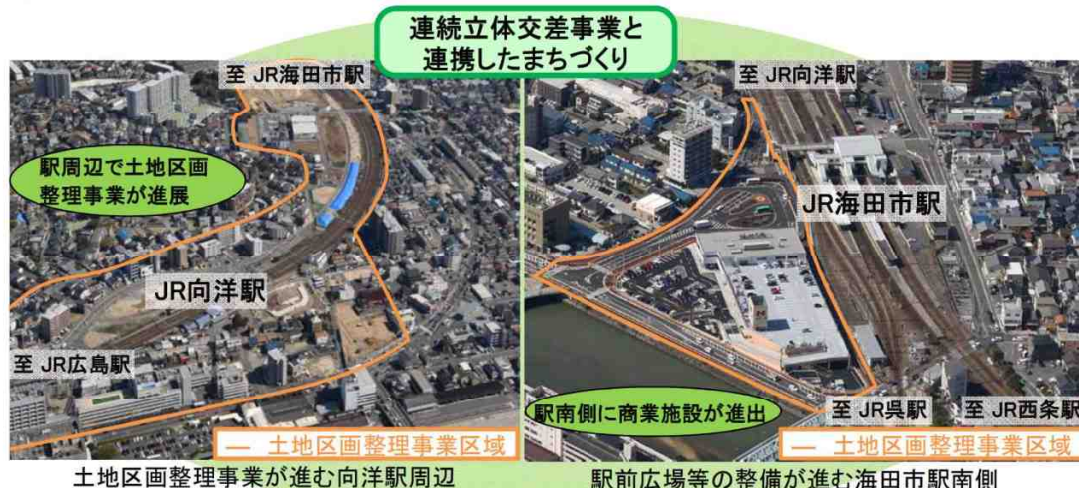 連続立体交差事業と
連携したまちづくり
至 JR海田市駅
駅周辺で土地区画
整理事業が進展
JR向洋駅
至 JR広島駅
― 土地区画整理事業区域
土地区画整理事業が進む向洋駅周辺
至 JR向洋駅
JR海田市駅
駅南側に商業施設が進出
至 JR呉駅
至 JR西条駅
― 土地区画整理事業区域
駅前広場等の整備が進む海田市駅南側